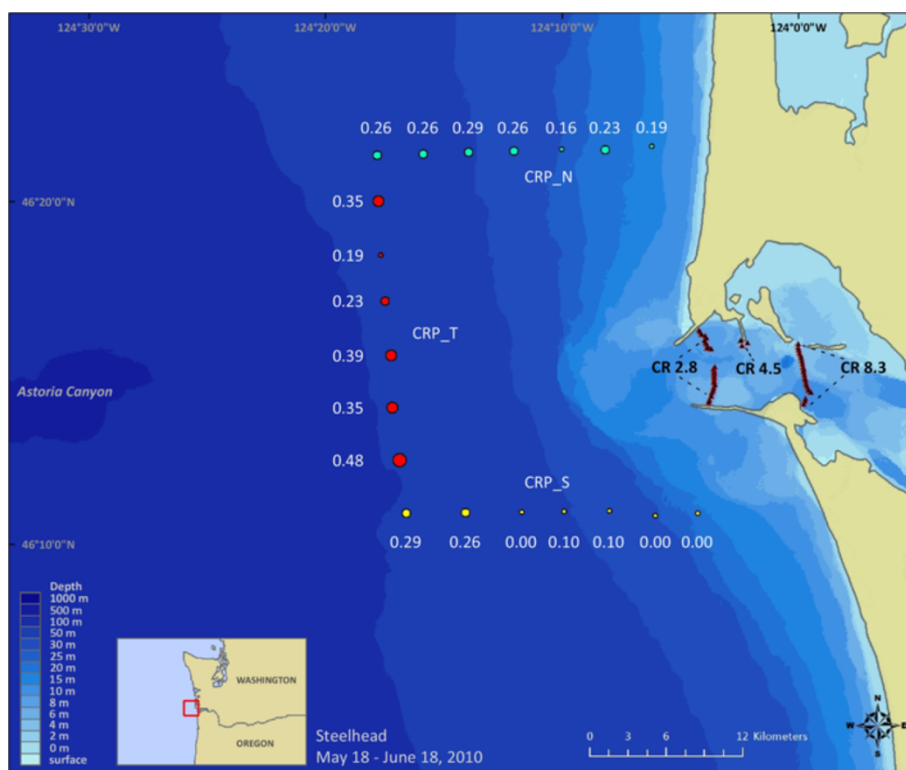 124°30'0"W 124°20'0"W 124°10'0"W 124°0'0"W
0.26 0.26 0.29 0.26 0.16 0.23 0.19
CRP_N
46°20'0"N
0.35
0.19
0.23
CRP_T
0.39
CR 2.8 CR 4.5 CR 8.3
Astoria Canyon
0.35
0.48
CRP_S
0.29 0.26 0.00 0.10 0.10 0.00 0.00
46°10'0"N
Depth
1000 m
500 m
100 m
50 m
30 m
25 m
20 m
15 m
10 m
8 m
6 m
4 m
2 m
0 m
surface
WASHINGTON
OREGON
Steelhead
May 18 - June 18, 2010
0 3 6 12 Kilometers
N
W
S